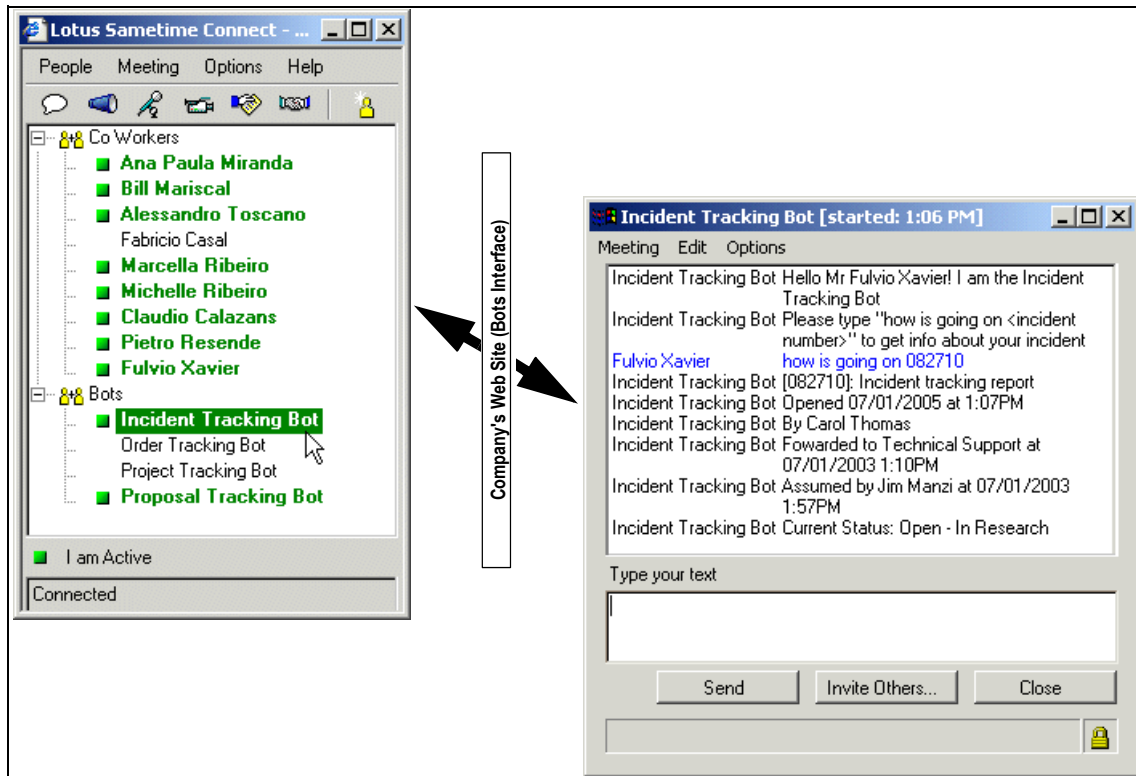 Lotus Sametime Connect - ...
People Meeting Options Help
Co Workers
Ana Paula Miranda
Bill Mariscal
Alessandro Toscano
Fabricio Casal
Marcella Ribeiro
Michelle Ribeiro
Claudio Calazans
Pietro Resende
Fulvio Xavier
Bots
Incident Tracking Bot
Order Tracking Bot
Project Tracking Bot
Proposal Tracking Bot
I am Active
Connected
Company's Web Site (Bots Interface)
Incident Tracking Bot [started: 1:06 PM]
Meeting Edit Options
Incident Tracking Bot Hello Mr Fulvio Xavier! I am the Incident
Tracking Bot
Incident Tracking Bot Please type "how is going on <incident
number>" to get info about your incident
Fulvio Xavier how is going on 082710
Incident Tracking Bot [082710]: Incident tracking report
Incident Tracking Bot Opened 07/01/2005 at 1:07PM
Incident Tracking Bot By Carol Thomas
Incident Tracking Bot Fowarded to Technical Support at
07/01/2003 1:10PM
Incident Tracking Bot Assumed by Jim Manzi at 07/01/2003
1:57PM
Incident Tracking Bot Current Status: Open - In Research
Type your text
Send Invite Others... Close